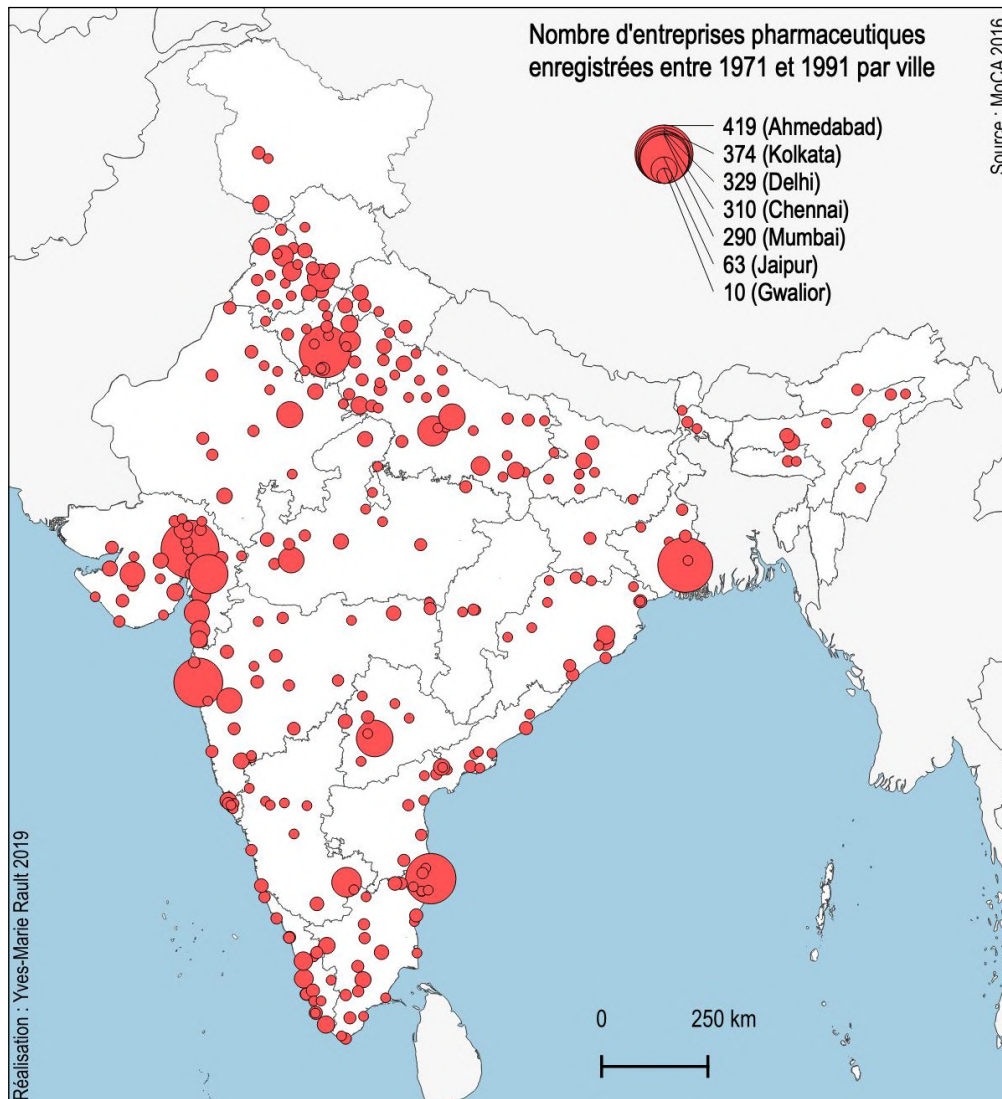 Nombre d'entreprises pharmaceutiques
enregistrées entre 1971 et 1991 par ville
419 (Ahmedabad)
374 (Kolkata)
329 (Delhi)
310 (Chennai)
290 (Mumbai)
63 (Jaipur)
10 (Gwalior)
Source : MoCA 2016
Réalisation : Yves-Marie Rault 2019
0 250 km